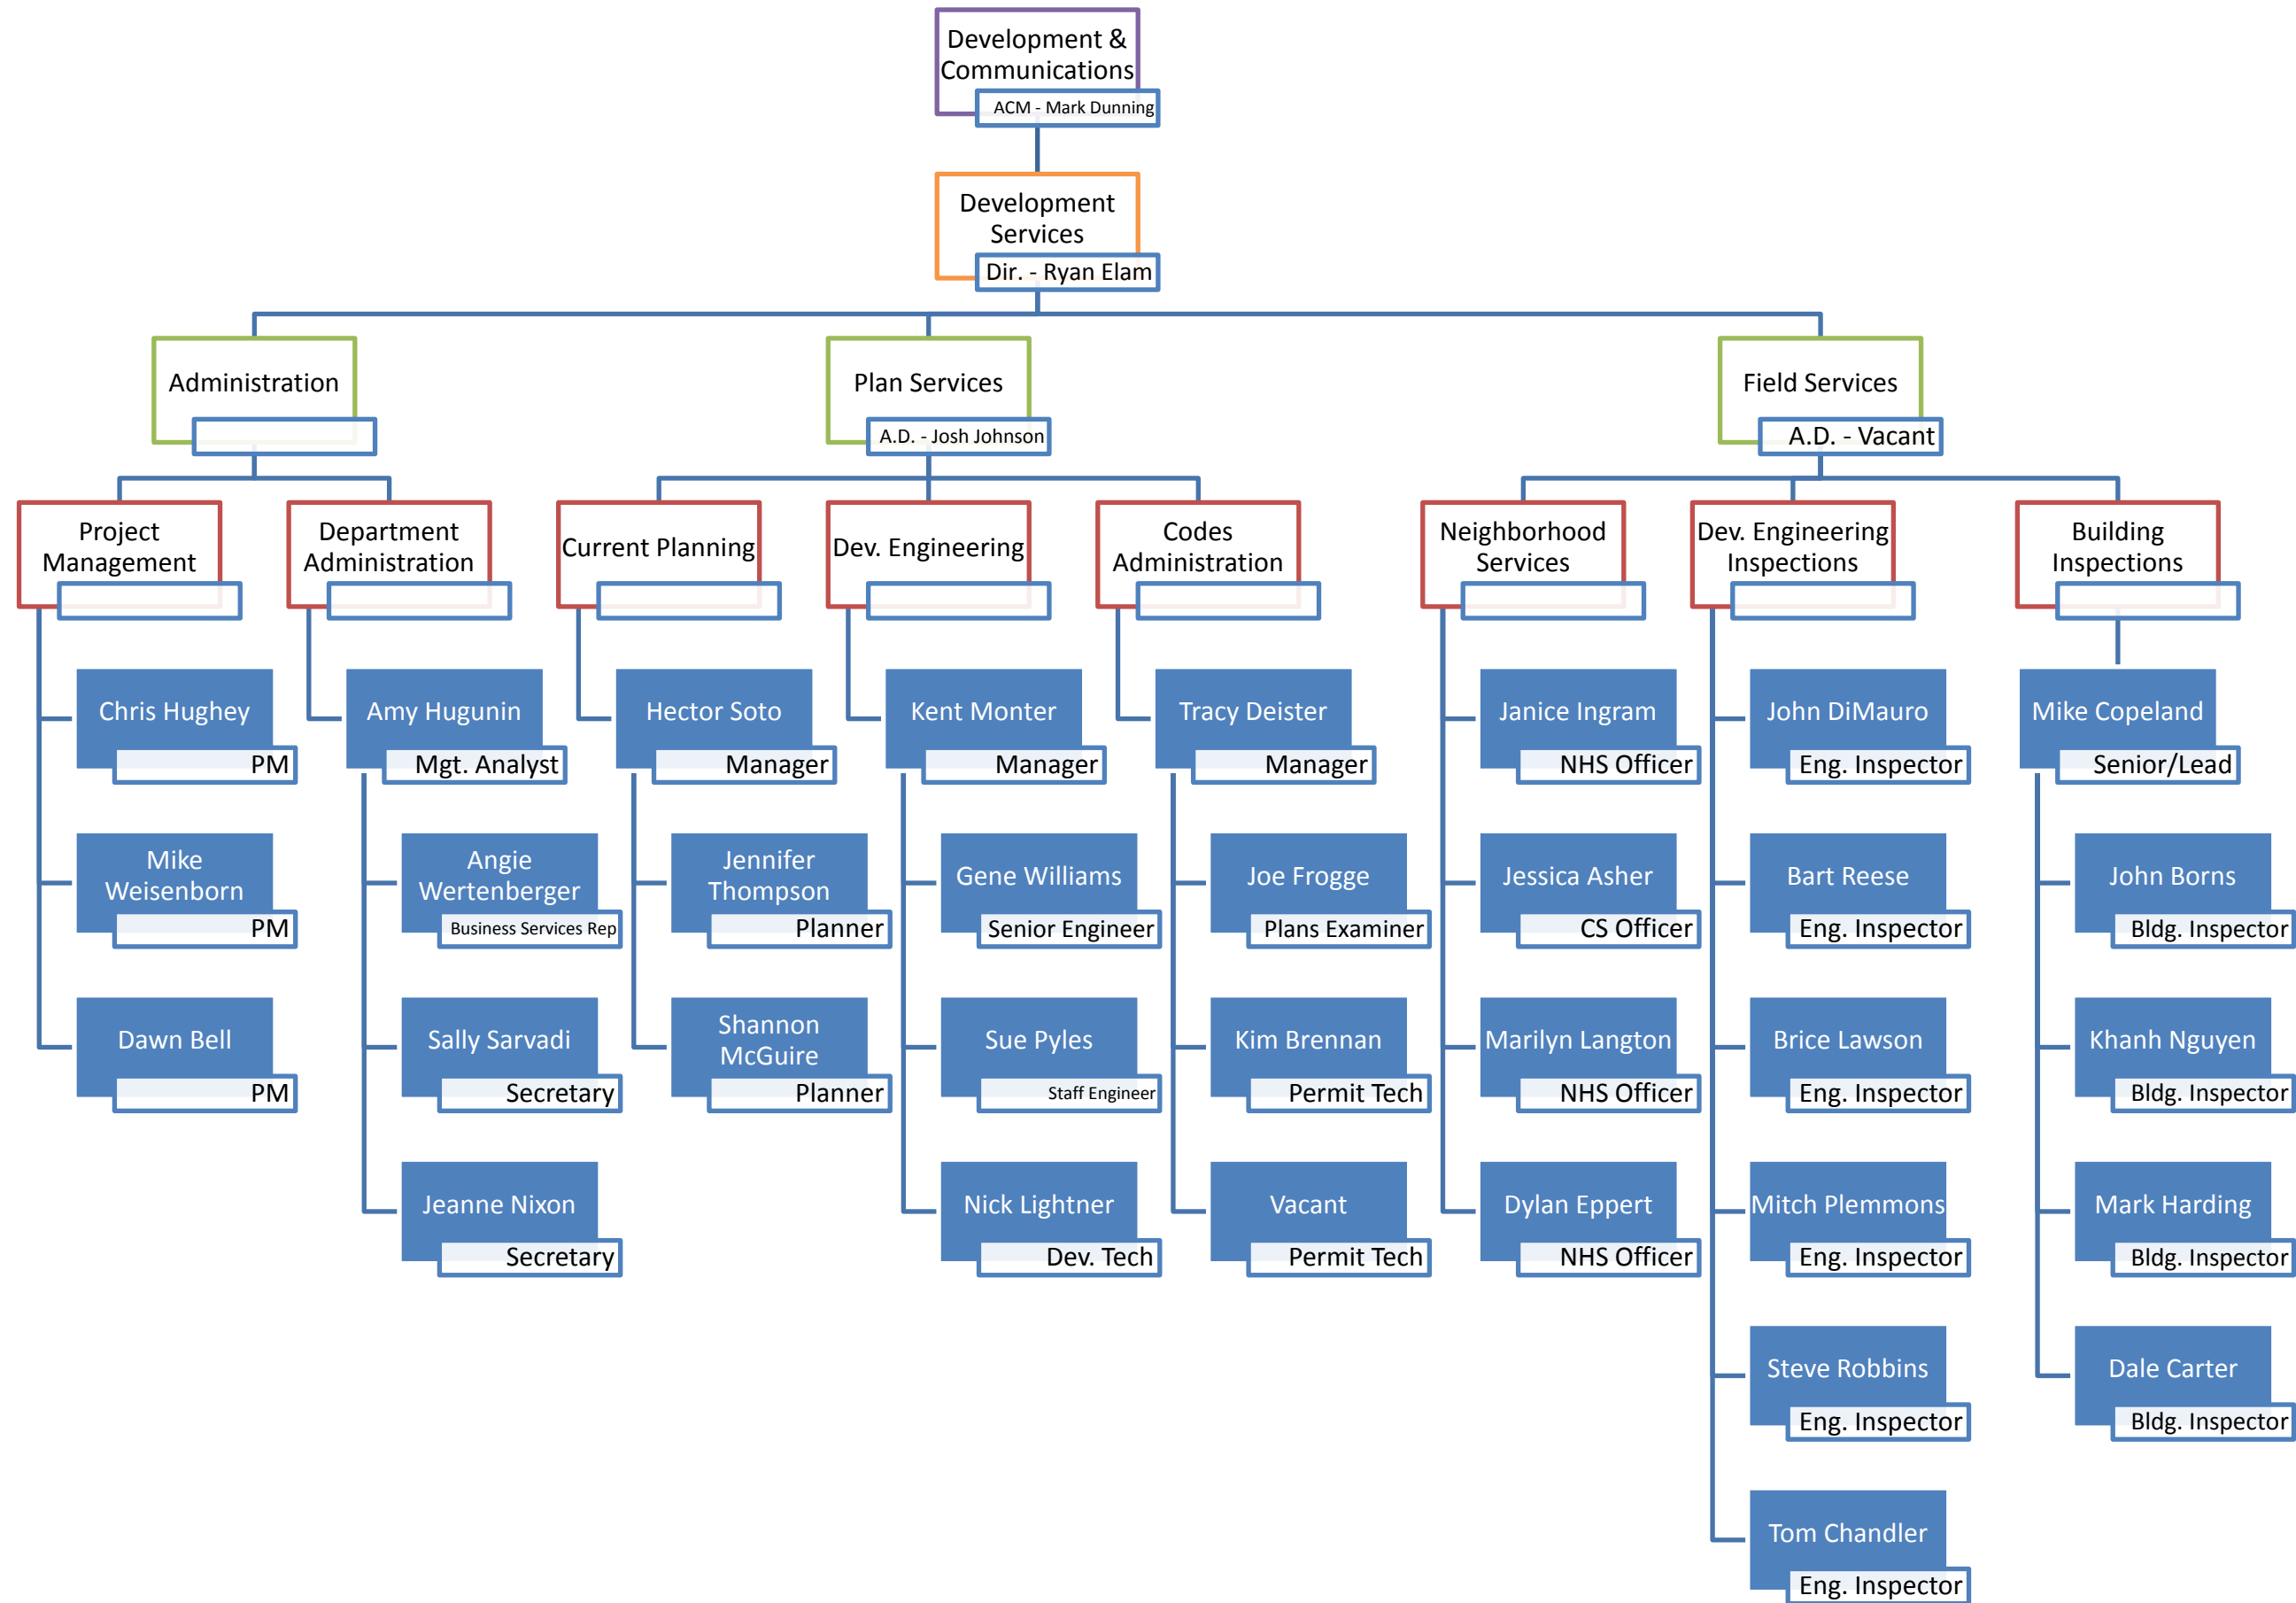 Development &
Communications
ACM - Mark Dunning
Development
Services
Dir. - Ryan Elam
Administration
Plan Services
A.D. - Josh Johnson
Field Services
A.D. - Vacant
Project
Management
Department
Administration
Current Planning
Dev. Engineering
Codes
Administration
Neighborhood
Services
Dev. Engineering
Inspections
Building
Inspections
Chris Hughey
PM
Amy Hugunin
Mgt. Analyst
Hector Soto
Manager
Kent Monter
Manager
Tracy Deister
Manager
Janice Ingram
NHS Officer
John DiMauro
Eng. Inspector
Mike Copeland
Senior/Lead
Mike
Weisenborn
PM
Angie
Wertenberger
Business Services Rep
Jennifer
Thompson
Planner
Gene Williams
Senior Engineer
Joe Frogge
Plans Examiner
Jessica Asher
CS Officer
Bart Reese
Eng. Inspector
John Borns
Bldg. Inspector
Dawn Bell
PM
Sally Sarvadi
Secretary
Shannon
McGuire
Planner
Sue Pyles
Staff Engineer
Kim Brennan
Permit Tech
Marilyn Langton
NHS Officer
Brice Lawson
Eng. Inspector
Khanh Nguyen
Bldg. Inspector
Jeanne Nixon
Secretary
Nick Lightner
Dev. Tech
Vacant
Permit Tech
Dylan Eppert
NHS Officer
Mitch Plemmons
Eng. Inspector
Mark Harding
Bldg. Inspector
Steve Robbins
Eng. Inspector
Dale Carter
Bldg. Inspector
Tom Chandler
Eng. Inspector